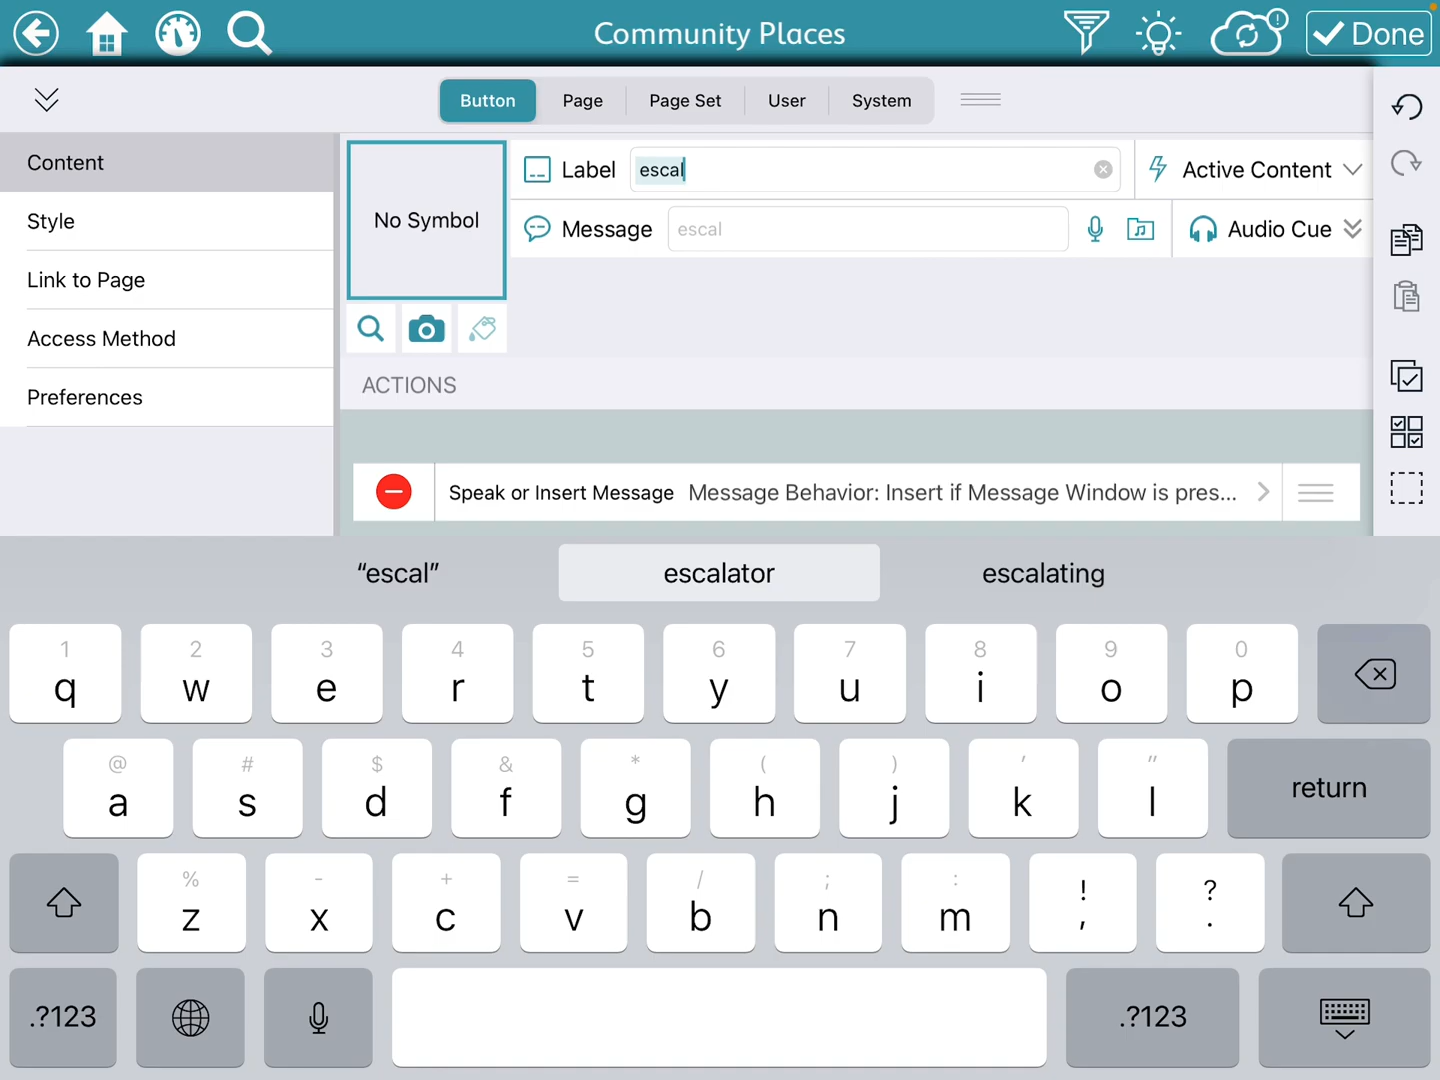 Community Places
Done
Button Page Page Set User System
Content
Style
Link to Page
Access Method
Preferences
No Symbol
Label escal
Active Content
Message escal
Audio Cue
ACTIONS
Speak or Insert Message Message Behavior: Insert if Message Window is pres...
“escal” escalator escalating
1 2 3 4 5 6 7 8 9 0
q w e r t y u i o p
@ # $ & * ( ) ' "
a s d f g h j k l return
% - + = / ; : ! ?
z x c v b n m , .
.?123 .?123